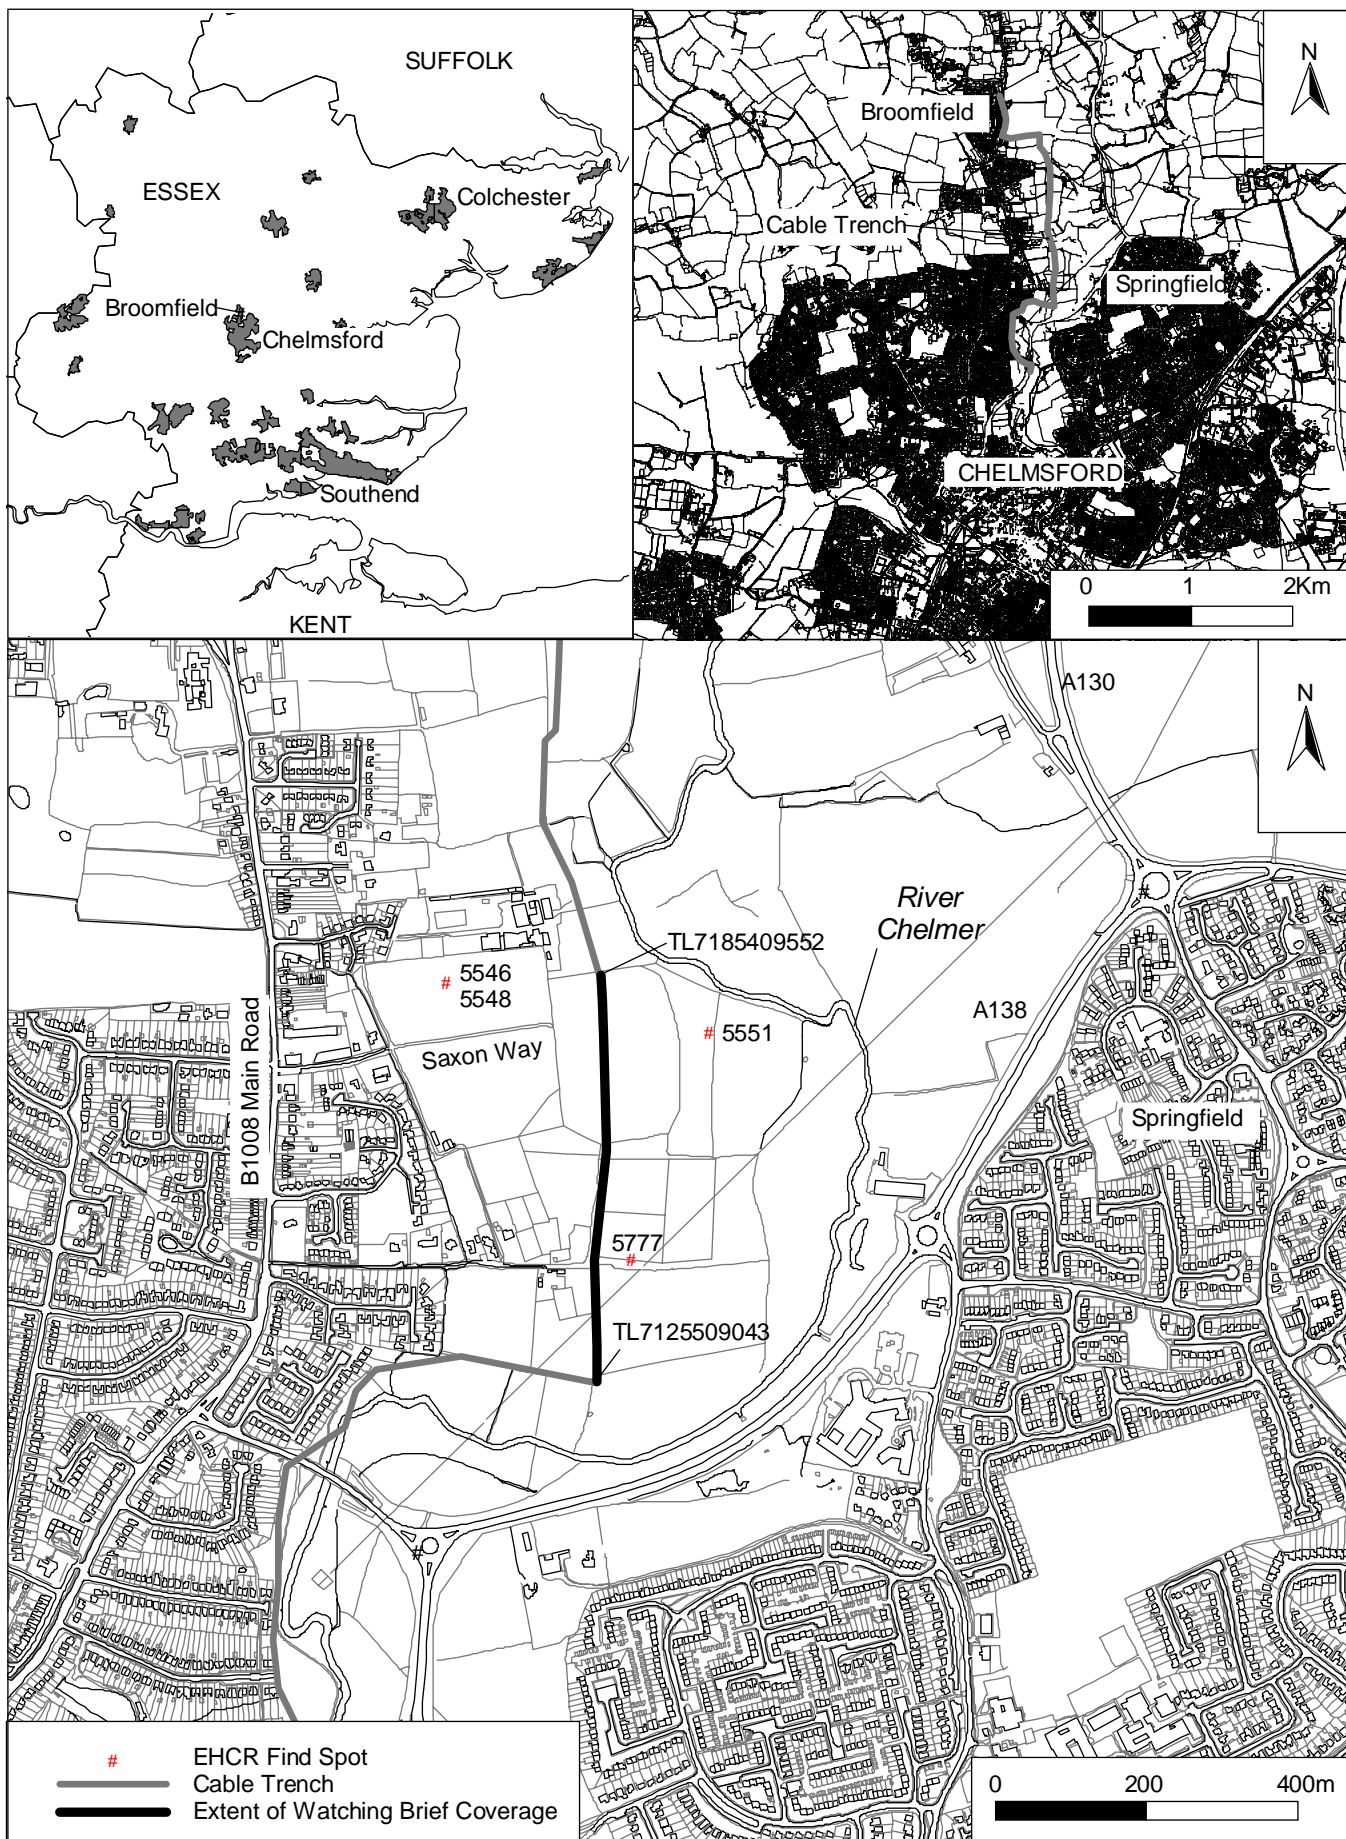 SUFFOLK
ESSEX
Colchester
Broomfield
Chelmsford
Southend
KENT
N
Broomfield
Cable Trench
Springfield
CHELMSFORD
0 1 2Km
A130
N
River
Chelmer
#
TL7185409552
# 5546
5548
# 5551
A138
Saxon Way
B1008 Main Road
Springfield
5777
#
TL7125509043
#
# EHCR Find Spot
Cable Trench
Extent of Watching Brief Coverage
0 200 400m